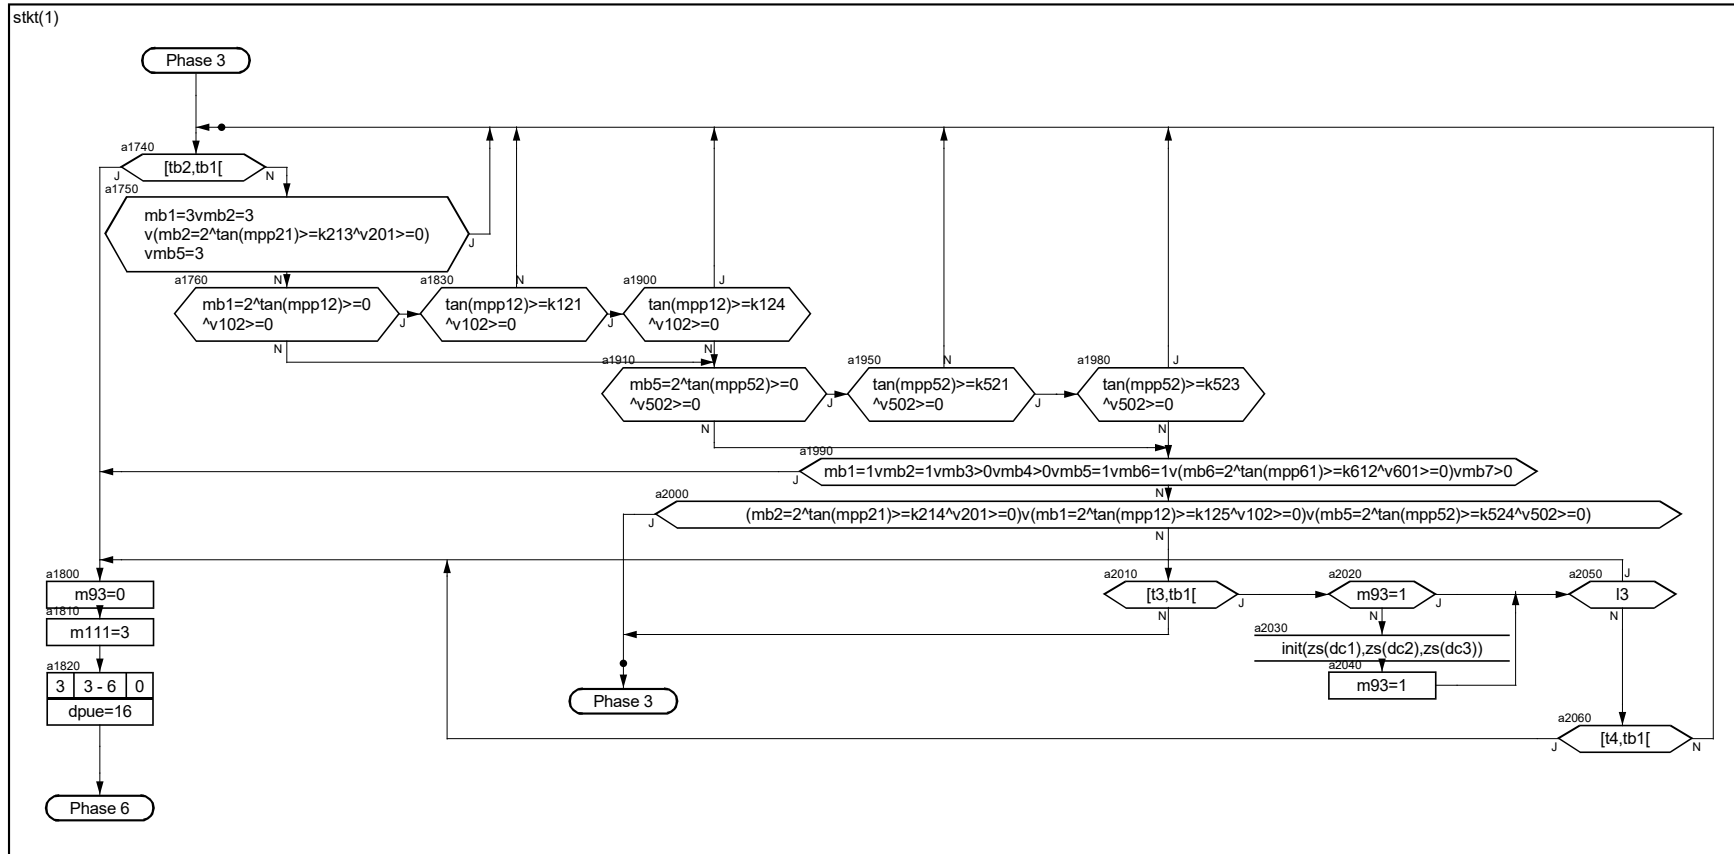 stkt(1)
Phase 3
a1740
[tb2,tb1[
J
N
a1750
mb1=3vmb2=3
v(mb2=2^tan(mpp21)>=k213^v201>=0)
vmb5=3
J
N
a1760
mb1=2^tan(mpp12)>=0
^v102>=0
J
N
a1830
N
tan(mpp12)>=k121
^v102>=0
J
a1900
J
tan(mpp12)>=k124
^v102>=0
N
a1910
mb5=2^tan(mpp52)>=0
^v502>=0
J
N
a1950
N
tan(mpp52)>=k521
^v502>=0
J
a1980
J
tan(mpp52)>=k523
^v502>=0
N
a1990
mb1=1vmb2=1vmb3>0vmb4>0vmb5=1vmb6=1v(mb6=2^tan(mpp61)>=k612^v601>=0)vmb7>0
J
N
a2000
(mb2=2^tan(mpp21)>=k214^v201>=0)v(mb1=2^tan(mpp12)>=k125^v102>=0)v(mb5=2^tan(mpp52)>=k524^v502>=0)
J
N
a1800
m93=0
a1810
m111=3
a1820
3 3 - 6 0
dpue=16
Phase 6
a2010
[t3,tb1[
J
N
a2020
m93=1
J
N
a2030
init(zs(dc1),zs(dc2),zs(dc3))
a2040
m93=1
a2050
J
l3
N
Phase 3
a2060
[t4,tb1[
J
N